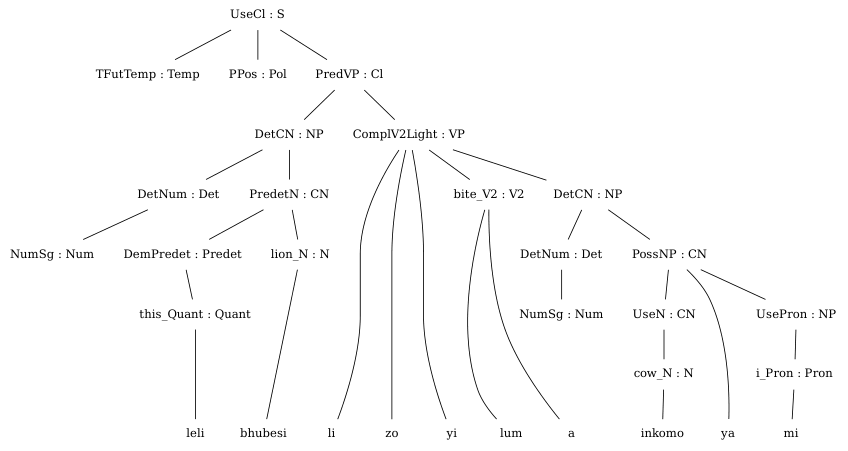 UseCl : S
TFutTemp : Temp PPos : Pol PredVP : Cl
DetCN : NP ComplV2Light : VP
DetNum : Det PredetN : CN bite_V2 : V2 DetCN : NP
NumSg : Num DemPredet : Predet lion_N : N DetNum : Det PossNP : CN
this_Quant : Quant NumSg : Num UseN : CN UsePron : NP
cow_N : N i_Pron : Pron
leli bhubesi li zo yi lum a inkomo ya mi